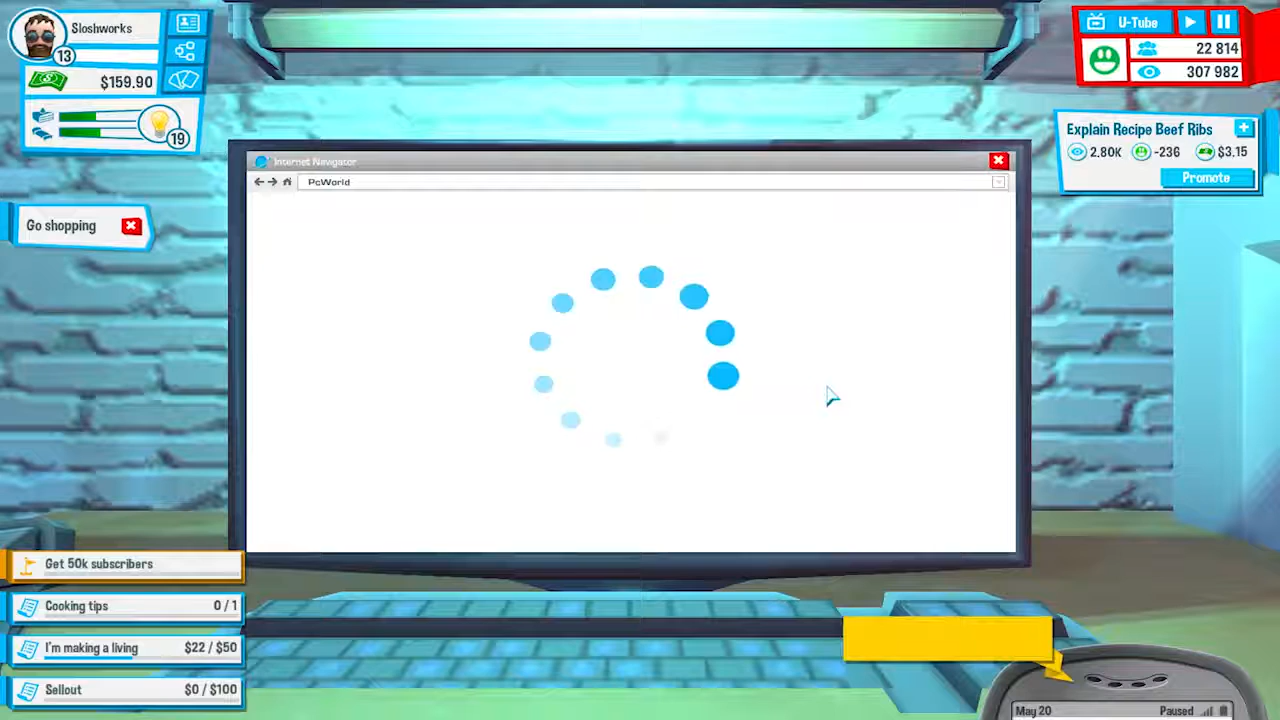 Sloshworks
13
$159.90
19
U-Tube
22 814
307 982
Explain Recipe Beef Ribs
2.80K -236 $3.15
Promote
Internet Navigator
PcWorld
Go shopping
Get 50k subscribers
Cooking tips 0 / 1
I'm making a living $22 / $50
Sellout $0 / $100
May 20 Paused